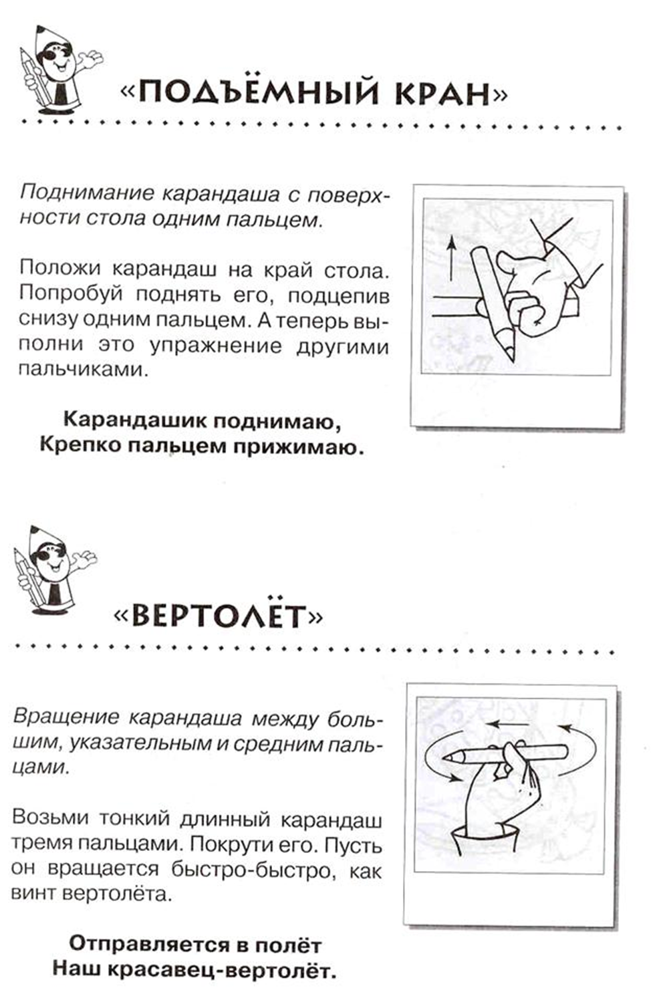 «ПОДЪЁМНЫЙ КРАН»
Поднимание карандаша с поверх-
ности стола одним пальцем.
Положи карандаш на край стола.
Попробуй поднять его, подцепив
снизу одним пальцем. А теперь вы-
полни это упражнение другими
пальчиками.
Карандашик поднимаю,
Крепко пальцем прижимаю.
«ВЕРТОЛЁТ»
Вращение карандаша между боль-
шим, указательным и средним паль-
цами.
Возьми тонкий длинный карандаш
тремя пальцами. Покрути его. Пусть
он вращается быстро-быстро, как
винт вертолёта.
Отправляется в полёт
Наш красавец-вертолёт.